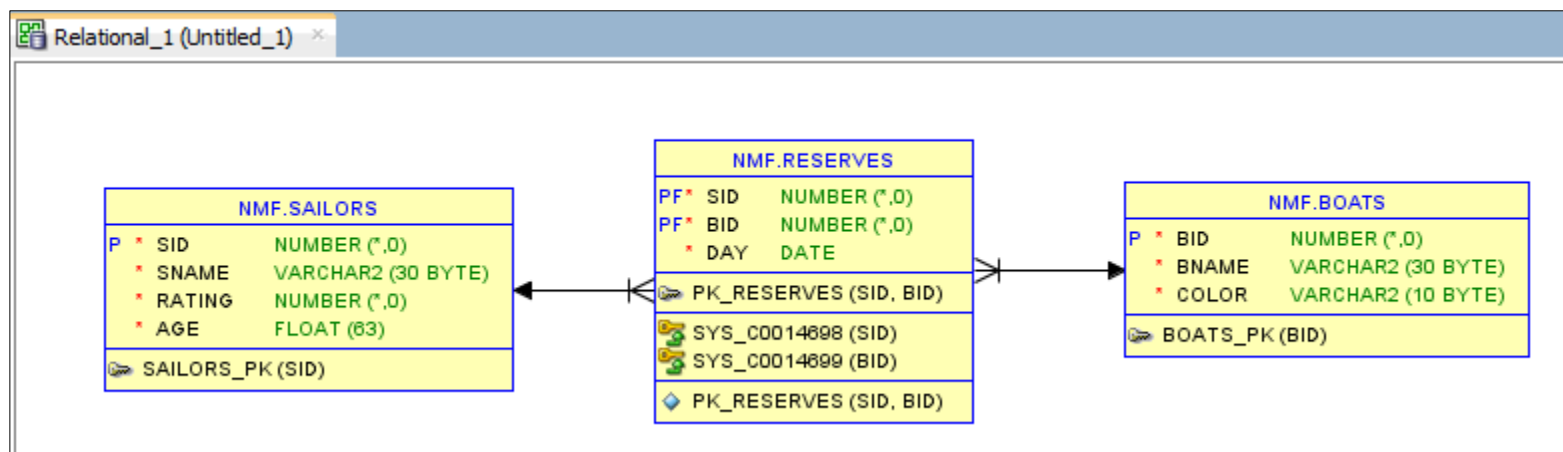 Relational_1 (Untitled_1)
NMF.SAILORS
P * SID NUMBER (*,0)
* SNAME VARCHAR2 (30 BYTE)
* RATING NUMBER (*,0)
* AGE FLOAT (63)
SAILORS_PK (SID)
NMF.RESERVES
PF* SID NUMBER (*,0)
PF* BID NUMBER (*,0)
* DAY DATE
PK_RESERVES (SID, BID)
SYS_C0014698 (SID)
SYS_C0014699 (BID)
PK_RESERVES (SID, BID)
NMF.BOATS
P * BID NUMBER (*,0)
* BNAME VARCHAR2 (30 BYTE)
* COLOR VARCHAR2 (10 BYTE)
BOATS_PK (BID)